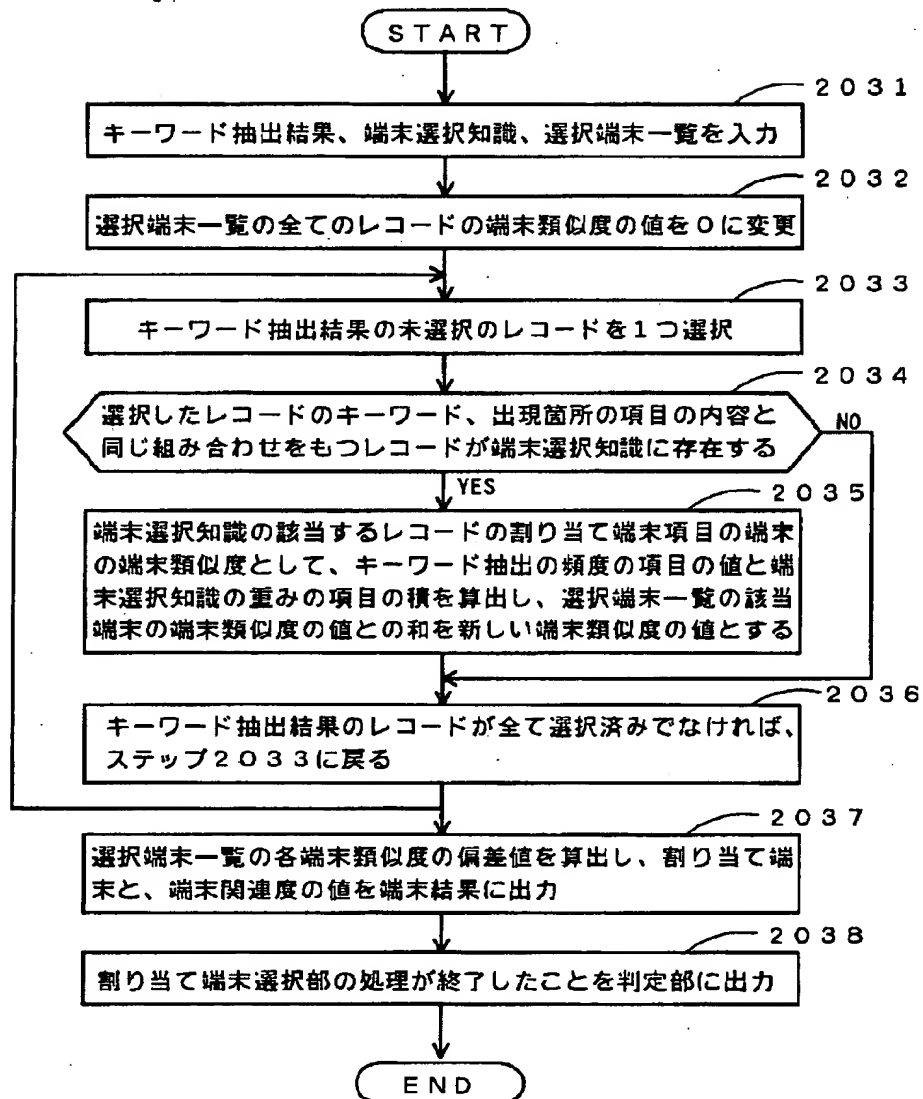 START
2031
キーワード抽出結果、端末選択知識、選択端末一覧を入力
2032
選択端末一覧の全てのレコードの端末類似度の値を0に変更
2033
キーワード抽出結果の未選択のレコードを1つ選択
2034
選択したレコードのキーワード、出現箇所の項目の内容と
同じ組み合わせをもつレコードが端末選択知識に存在する
NO
YES
2035
端末選択知識の該当するレコードの割り当て端末項目の端末
の端末類似度として、キーワード抽出の頻度の項目の値と端
末選択知識の重みの項目の積を算出し、選択端末一覧の該当
端末の端末類似度の値との和を新しい端末類似度の値とする
2036
キーワード抽出結果のレコードが全て選択済みでなければ、
ステップ2033に戻る
2037
選択端末一覧の各端末類似度の偏差値を算出し、割り当て端
末と、端末関連度の値を端末結果に出力
2038
割り当て端末選択部の処理が終了したことを判定部に出力
END